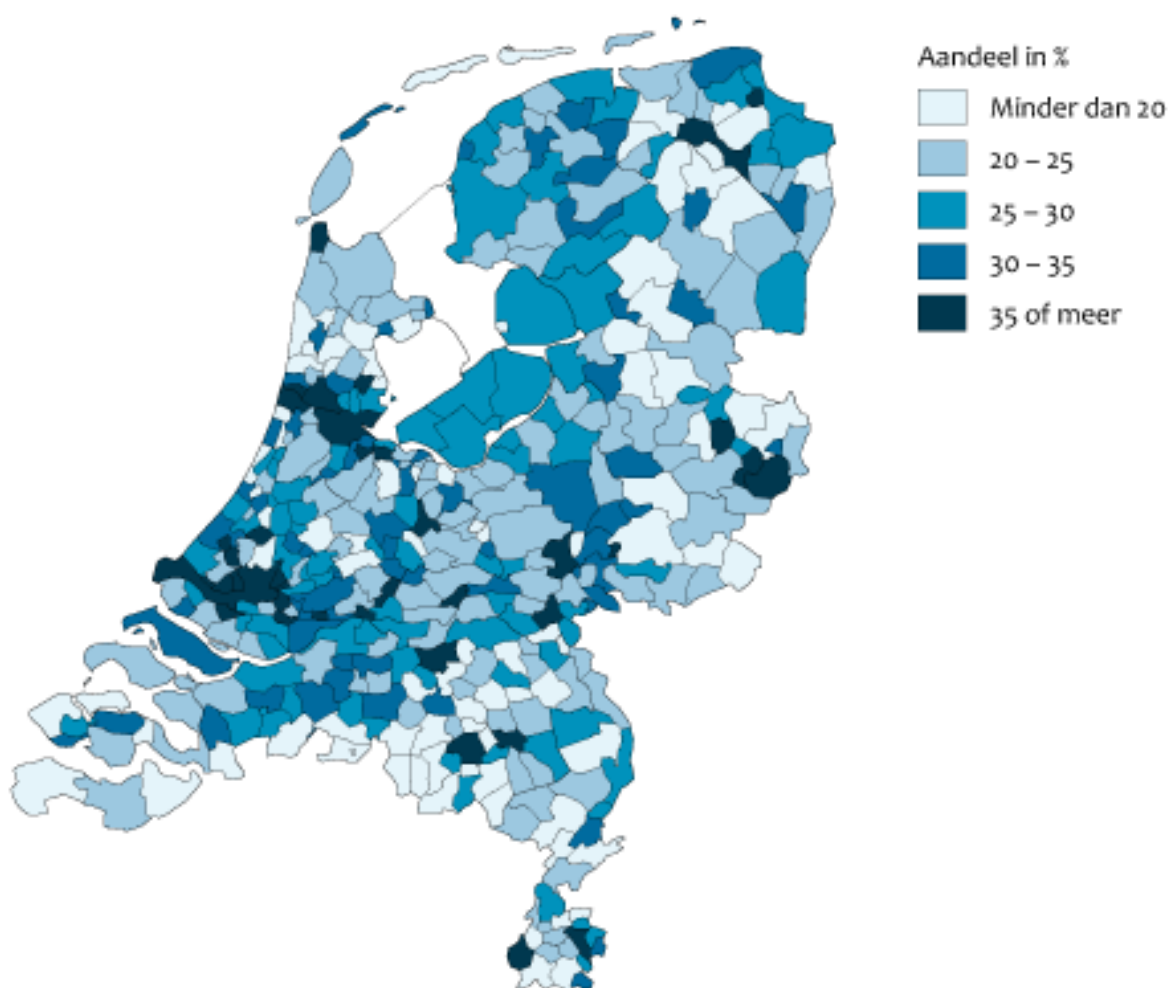 Aandeel in %
Minder dan 20
20 – 25
25 – 30
30 – 35
35 of meer